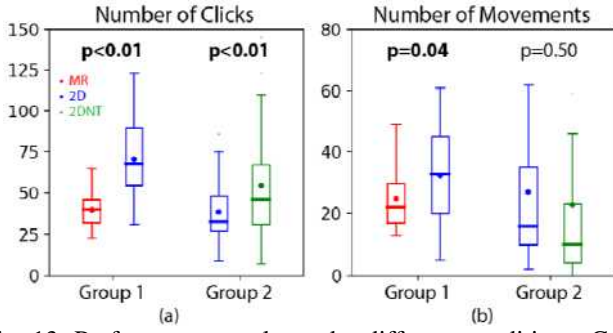 Number of Clicks
150
125
100
75
50
25
0
p<0.01
p<0.01
MR
2D
2DNT
Group 1
Group 2
(a)
Number of Movements
80
60
40
20
0
p=0.04
p=0.50
Group 1
Group 2
(b)